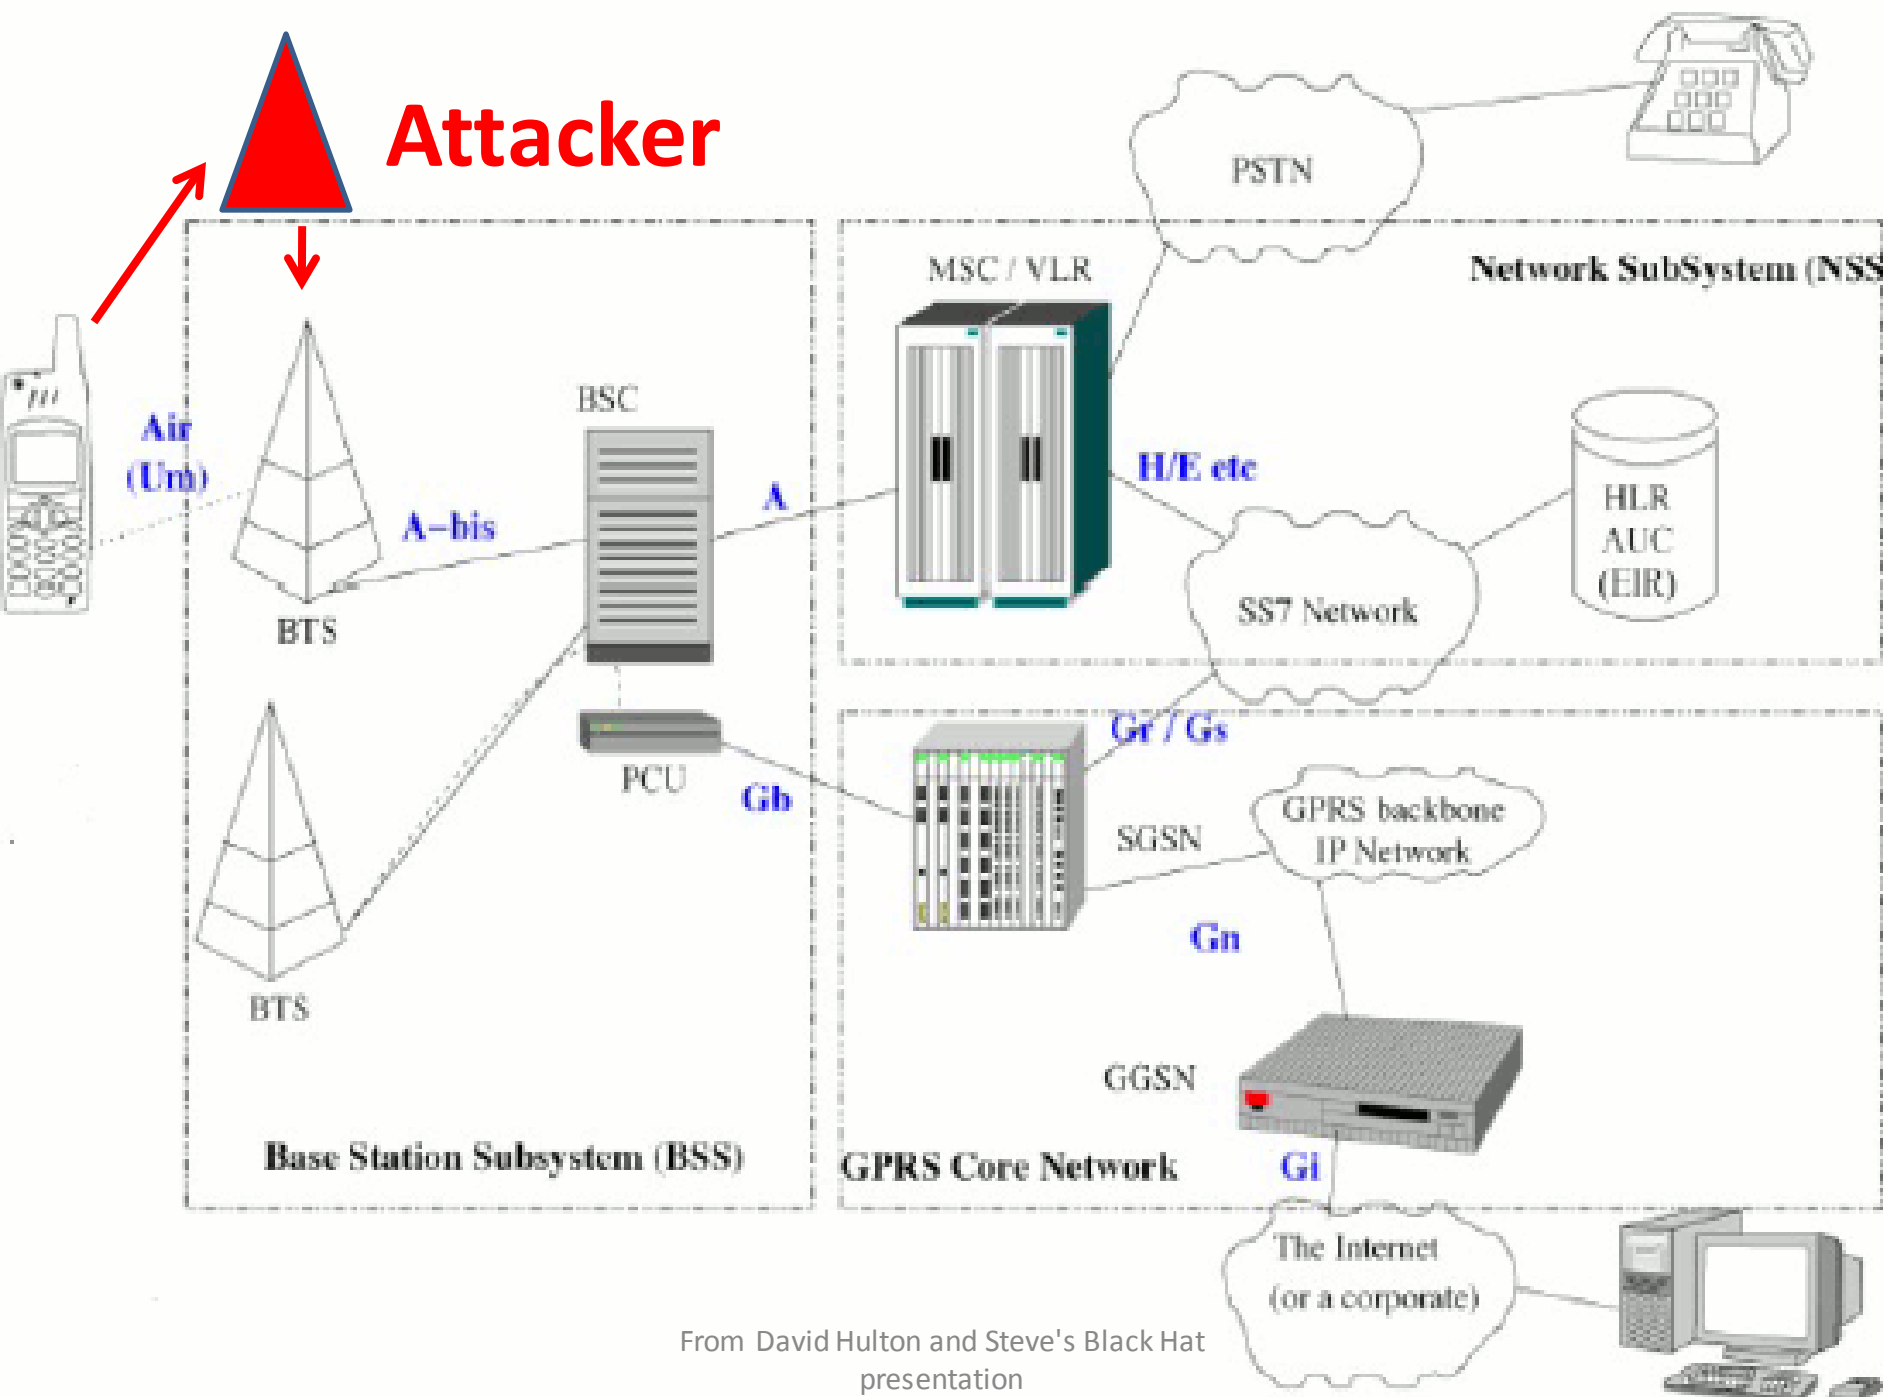 Attacker
PSTN
MSC / VLR
Network SubSystem (NSS
BSC
Air
(Um)
A-bis
A
H/E etc
HLR
AUC
(EIR)
SS7 Network
BTS
Gr / Gs
PCU
Gb
SGSN
GPRS backbone
IP Network
Gn
BTS
GGSN
Base Station Subsystem (BSS)
GPRS Core Network
Gi
The Internet
(or a corporate)
From David Hulton and Steve's Black Hat
presentation